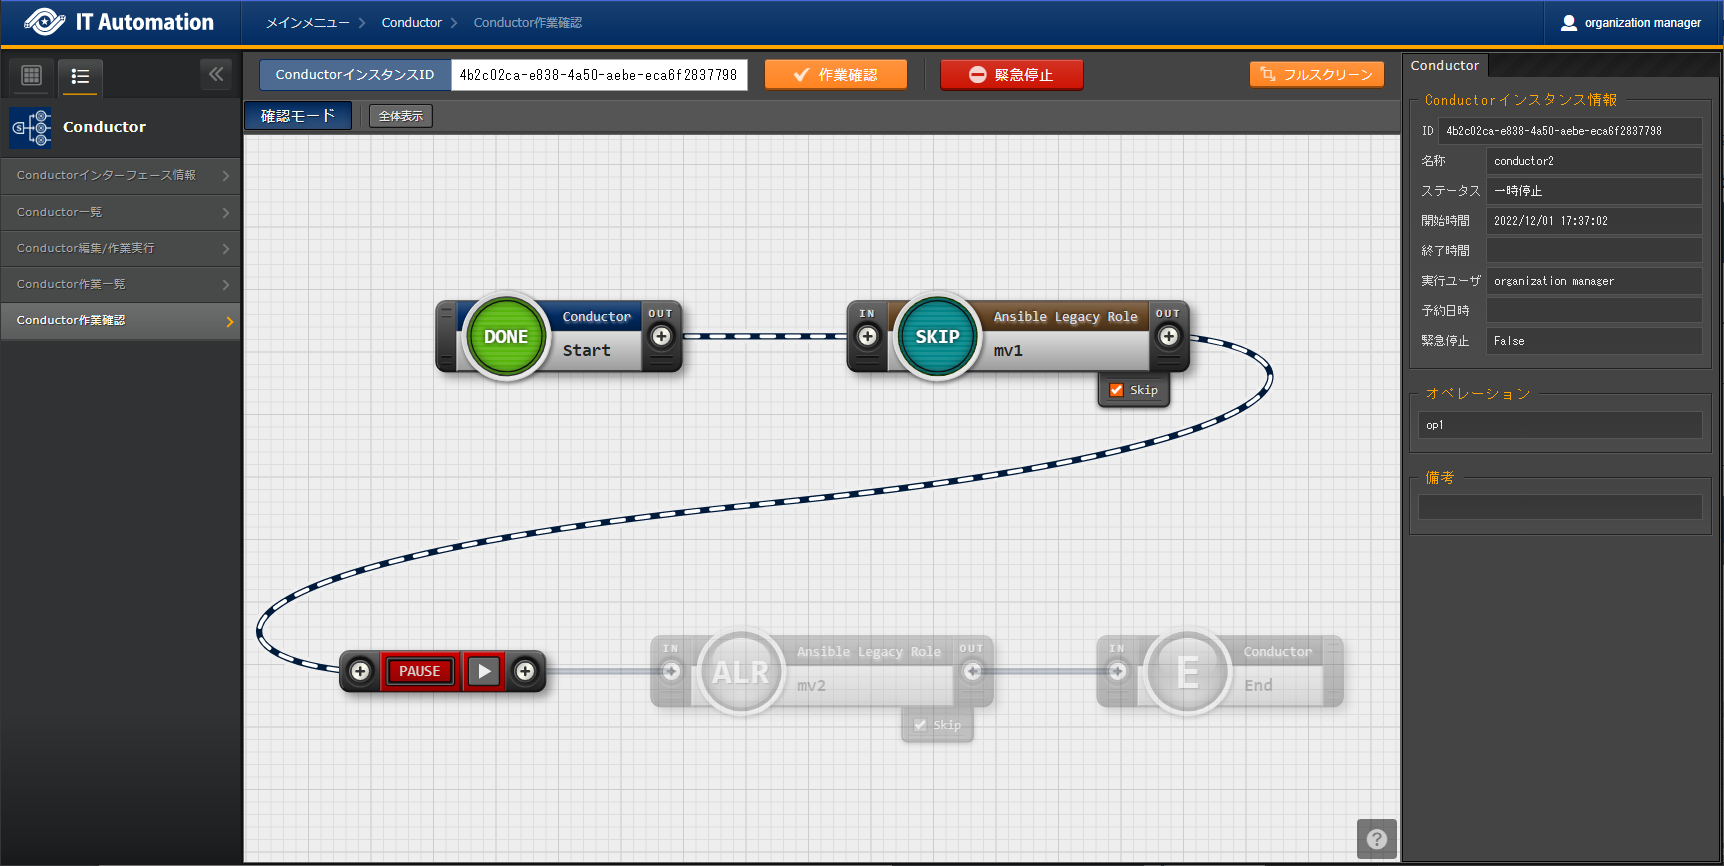 IT Automation
メインメニュー
Conductor
Conductor作業確認
organization manager
ConductorインスタンスID
4b2c02ca-e838-4a50-aebe-eca6f2837798
作業確認
緊急停止
フルスクリーン
確認モード
全体表示
Conductor
Conductorインターフェース情報
Conductor一覧
Conductor編集/作業実行
Conductor作業一覧
Conductor作業確認
DONE
Conductor
Start
OUT
IN
SKIP
Ansible Legacy Role
mv1
OUT
Skip
PAUSE
IN
ALR
Ansible Legacy Role
mv2
OUT
Skip
IN
E
Conductor
End
Conductor
Conductorインスタンス情報
ID 4b2c02ca-e838-4a50-aebe-eca6f2837798
名称 conductor2
ステータス 一時停止
開始時間 2022/12/01 17:37:02
終了時間
実行ユーザ organization manager
予約日時
緊急停止 False
オペレーション
op1
備考
?